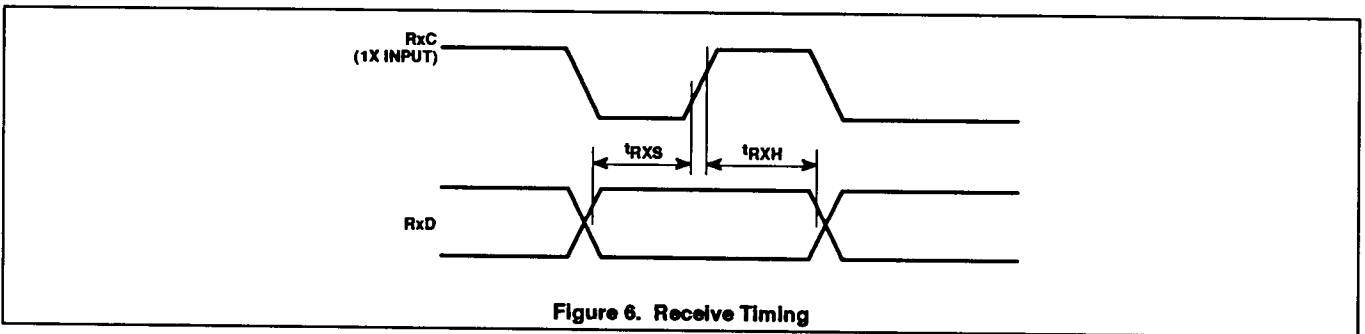 RxC
(1X INPUT)
tRXS
tRXH
RxD
Figure 6. Receive Timing